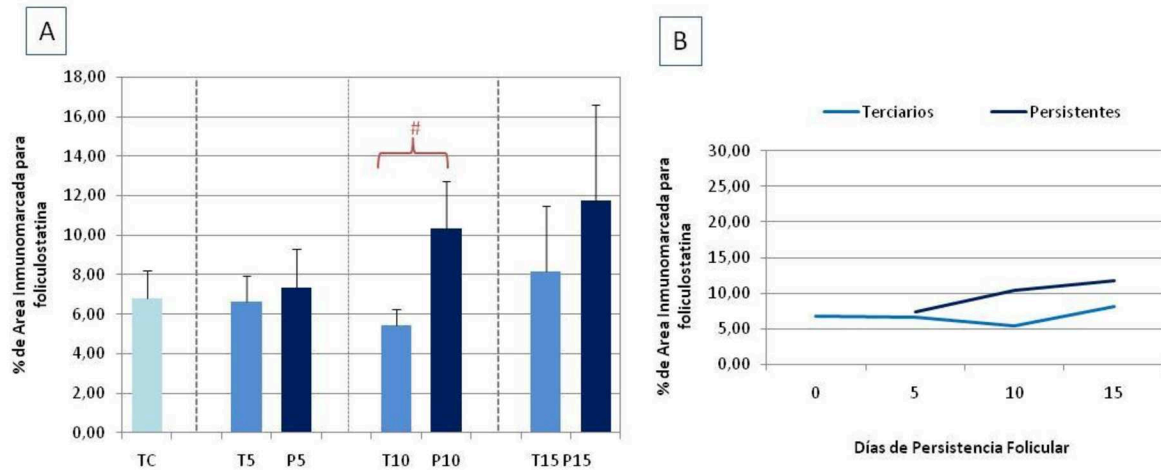 A
18,00
16,00
14,00
12,00
10,00
8,00
6,00
4,00
2,00
0,00
% de Area Inmunomarcada para
foliculostatina
#
TC T5 P5 T10 P10 T15 P15
B
Terciarios Persistentes
30,00
25,00
20,00
15,00
10,00
5,00
0,00
% de Area Inmunomarcada para
foliculostatina
0 5 10 15
Días de Persistencia Folicular